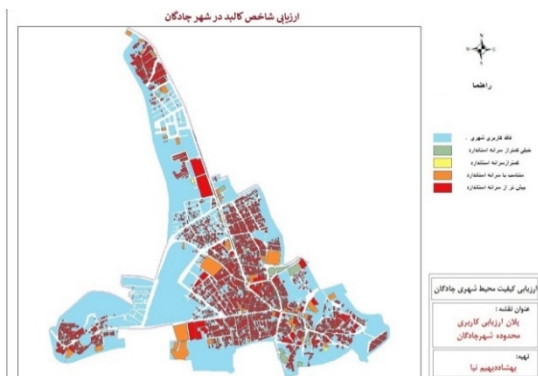 ارزیابی شاخص کالبد در شهر چادگان
N
راهنما
فاقد کاربری شهری
خیلی کمتر از سرانه استاندارد
کمتر از سرانه استاندارد
متناسب با سرانه استاندارد
بیش تر از سرانه استاندارد
ارزیابی کیفیت محیط شهری چادگان
عنوان نقشه :
پلان ارزیابی کاربری
محدوده شهرچادگان
تهیه:
بهشاددیهیم نیا